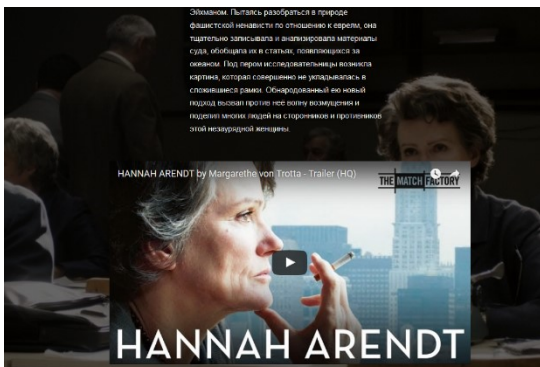 Эйхманом. Пытаясь разобраться в природе
фашистской ненависти по отношению к евреям, она
тщательно записывала и анализировала материалы
суда, обобщала их в статьях, появляющихся за
океаном. Под пером исследовательницы возникла
картина, которая совершенно не укладывалась в
сложившиеся рамки. Обнародованный ею новый
подход вызвал против неё волну возмущения и
поделил многих людей на сторонников и противников
этой незаурядной женщины.
HANNAH ARENDT by Margarethe von Trotta - Trailer (HQ)
THE MATCH FACTORY
HANNAH ARENDT